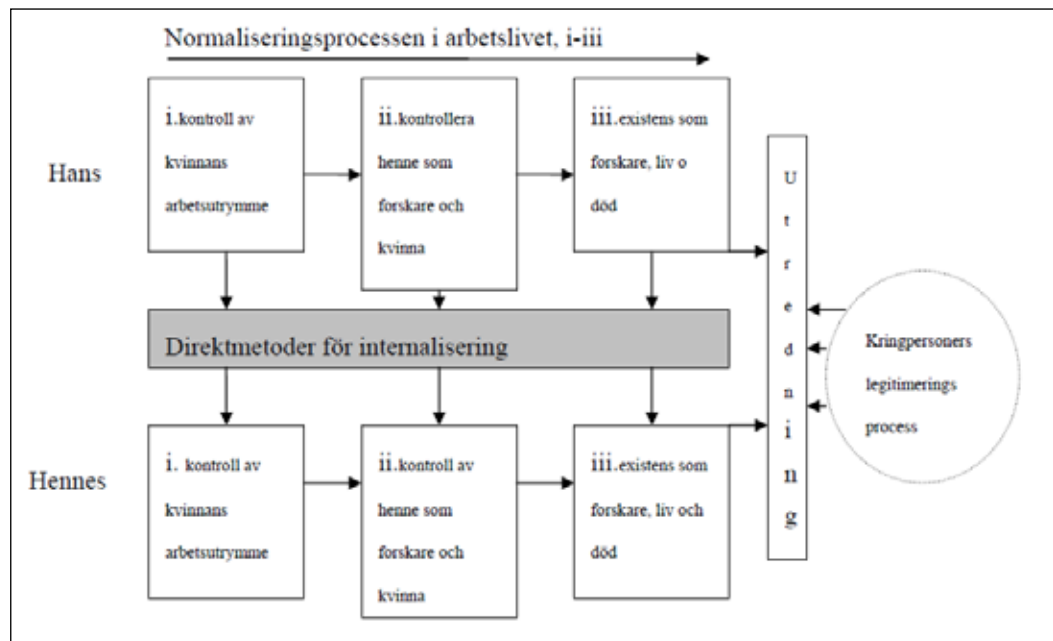 Normaliseringsprocessen i arbetslivet, i-iii
Hans
i.kontroll av
kvinnans
arbetsutrymme
ii.kontrollera
henne som
forskare och
kvinna
iii.existens som
forskare, liv o
död
Direktmetoder för internalisering
Hennes
i. kontroll av
kvinnans
arbetsutrymme
ii.kontroll av
henne som
forskare och
kvinna
iii.existens som
forskare, liv och
död
U
t
r
e
d
n
i
n
g
Kringpersoners
legitimerings
process